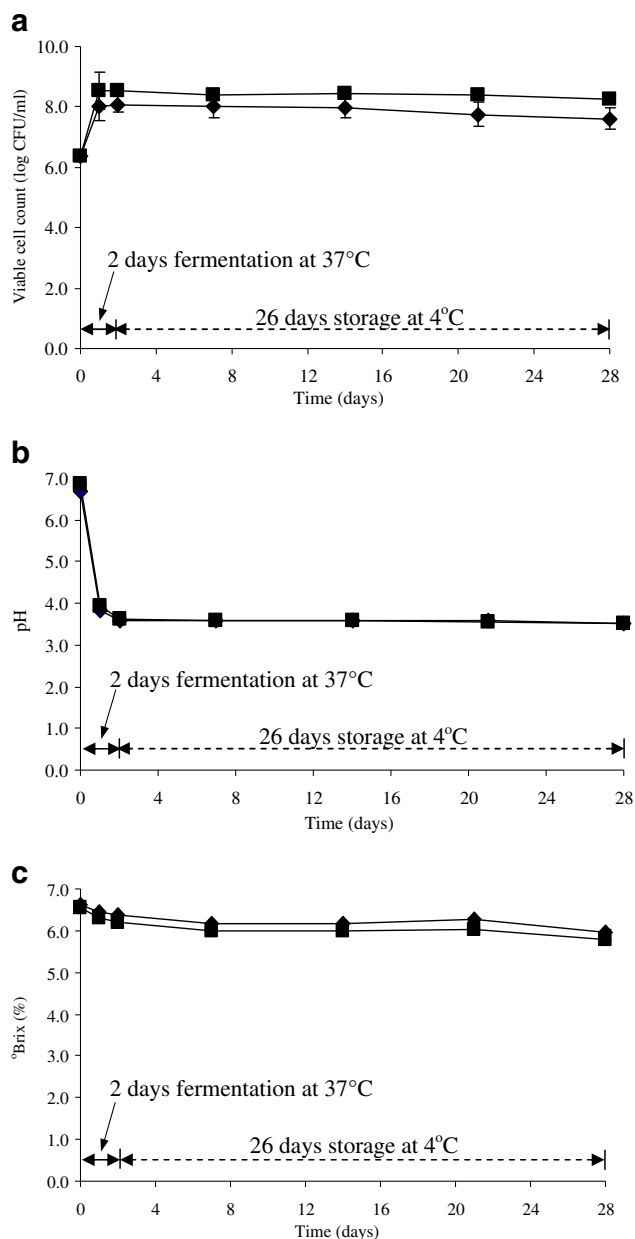 a
10.0
8.0
6.0
4.0
2.0
0.0
Viable cell count (log CFU/ml)
2 days fermentation at 37°C
26 days storage at 4°C
0 4 8 12 16 20 24 28
Time (days)
b
7.0
6.0
5.0
4.0
3.0
2.0
1.0
0.0
pH
2 days fermentation at 37°C
26 days storage at 4°C
0 4 8 12 16 20 24 28
Time (days)
c
7.0
6.0
5.0
4.0
3.0
2.0
1.0
0.0
°Brix (%)
2 days fermentation at 37°C
26 days storage at 4°C
0 4 8 12 16 20 24 28
Time (days)